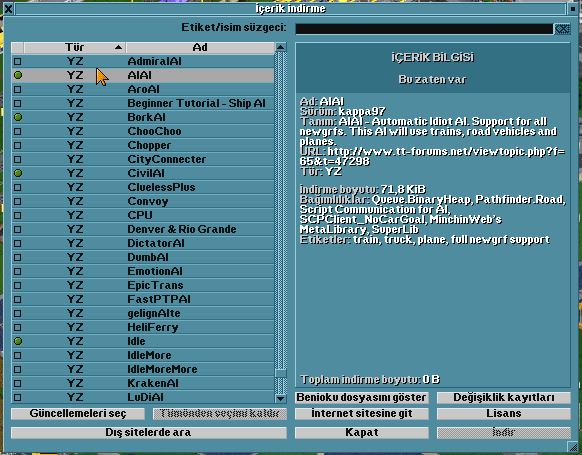 İçerik indirme
Etiket/isim süzgeci:
Tür Ad
YZ AdmiralAI
YZ AIAI
YZ AroAI
YZ Beginner Tutorial - Ship AI
YZ BorkAI
YZ ChooChoo
YZ Chopper
YZ CityConnecter
YZ CivilAI
YZ CluelessPlus
YZ Convoy
YZ CPU
YZ Denver & Rio Grande
YZ DictatorAI
YZ DumbAI
YZ EmotionAI
YZ EpicTrans
YZ FastPTPAI
YZ gelignAIte
YZ HeliFerry
YZ Idle
YZ IdleMore
YZ IdleMoreMore
YZ KrakenAI
YZ LuDiAI
İÇERİK BİLGİSİ
Bu zaten var
Ad: AIAI
Sürüm: kappa97
Tanım: AIAI - Automatic Idiot AI. Support for all
newgrfs. This AI will use trains, road vehicles and
planes.
URL: http://www.tt-forums.net/viewtopic.php?f=
65&t=47298
Tür: YZ
İndirme boyutu: 71,8 KiB
Bağımlılıklar: Queue.BinaryHeap, Pathfinder.Road,
Script Communication for AI,
SCPClient_NoCarGoal, MinchinWeb's
MetaLibrary, SuperLib
Etiketler: train, truck, plane, full newgrf support
Toplam indirme boyutu: 0 B
Benioku dosyasını göster Değişiklik kayıtları
Güncellemeleri seç Tümünden seçimi kaldır İnternet sitesine git Lisans
Dış sitelerde ara Kapat İndir